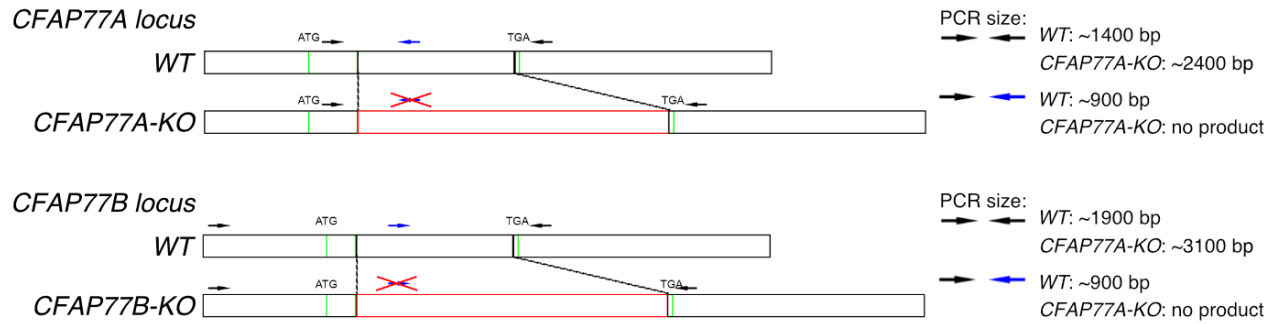 CFAP77A locus
PCR size:
ATG
TGA
WT: ~1400 bp
WT
CFAP77A-KO: ~2400 bp
ATG
TGA
WT: ~900 bp
CFAP77A-KO
CFAP77A-KO: no product
CFAP77B locus
PCR size:
ATG
TGA
WT: ~1900 bp
WT
CFAP77A-KO: ~3100 bp
ATG
TGA
WT: ~900 bp
CFAP77B-KO
CFAP77A-KO: no product